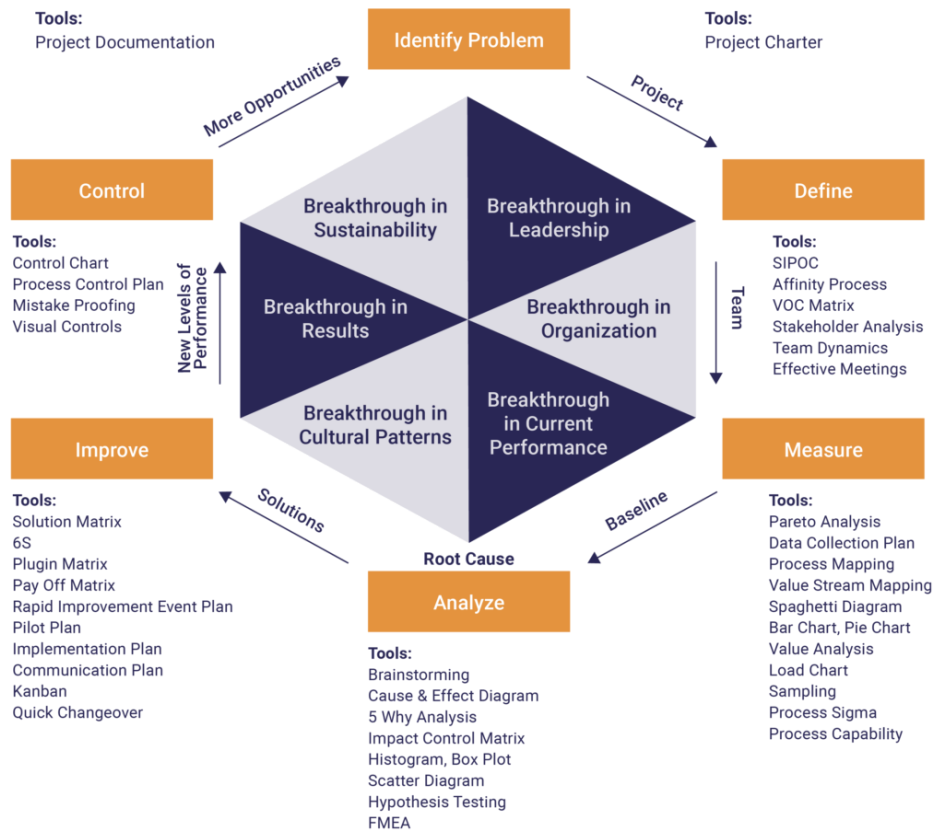 Tools:
Project Documentation
Identify Problem
Tools:
Project Charter
More Opportunities
Project
Control
Define
Tools:
Control Chart
Process Control Plan
Mistake Proofing
Visual Controls
New Levels of
Performance
Breakthrough in
Sustainability
Breakthrough in
Leadership
Breakthrough in
Results
Breakthrough in
Organization
Breakthrough in
Cultural Patterns
Breakthrough
in Current
Performance
Team
Tools:
SIPOC
Affinity Process
VOC Matrix
Stakeholder Analysis
Team Dynamics
Effective Meetings
Improve
Measure
Solutions
Baseline
Tools:
Solution Matrix
6S
Plugin Matrix
Pay Off Matrix
Rapid Improvement Event Plan
Pilot Plan
Implementation Plan
Communication Plan
Kanban
Quick Changeover
Root Cause
Analyze
Tools:
Brainstorming
Cause & Effect Diagram
5 Why Analysis
Impact Control Matrix
Histogram, Box Plot
Scatter Diagram
Hypothesis Testing
FMEA
Tools:
Pareto Analysis
Data Collection Plan
Process Mapping
Value Stream Mapping
Spaghetti Diagram
Bar Chart, Pie Chart
Value Analysis
Load Chart
Sampling
Process Sigma
Process Capability